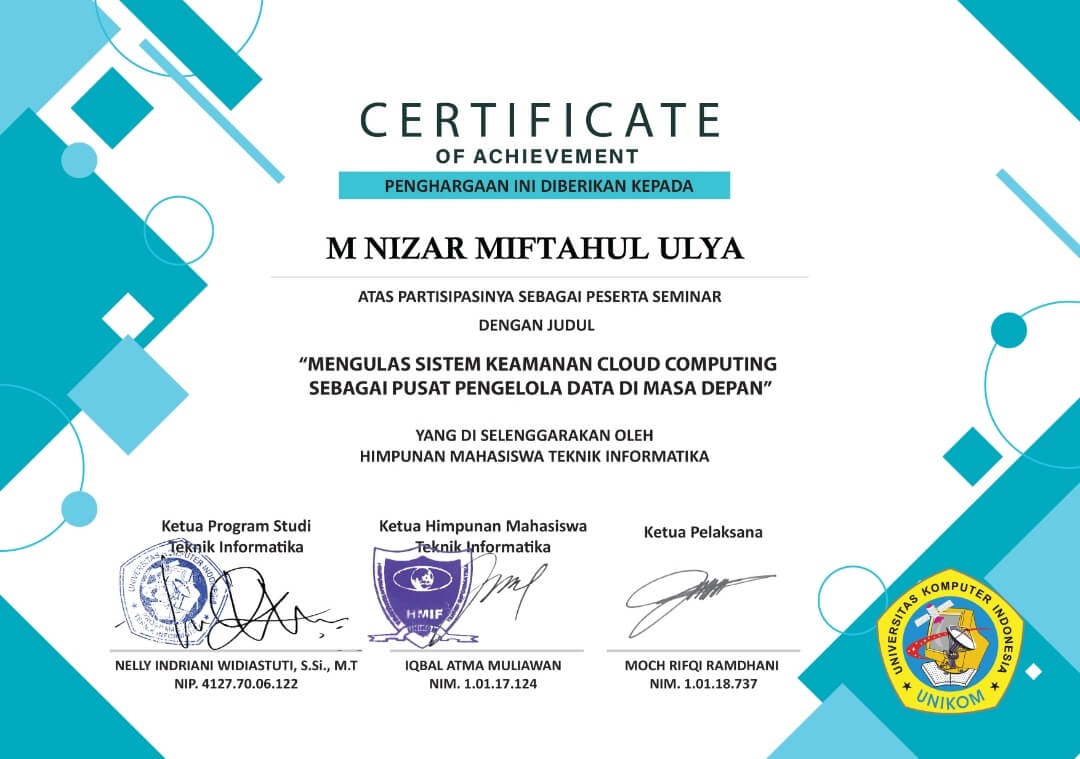 CERTIFICATE
OF ACHIEVEMENT
PENGHARGAAN INI DIBERIKAN KEPADA
M NIZAR MIFTAHUL ULYA
ATAS PARTISIPASINYA SEBAGAI PESERTA SEMINAR
DENGAN JUDUL
“MENGULAS SISTEM KEAMANAN CLOUD COMPUTING
SEBAGAI PUSAT PENGELOLA DATA DI MASA DEPAN”
YANG DI SELENGGARAKAN OLEH
HIMPUNAN MAHASISWA TEKNIK INFORMATIKA
Ketua Program Studi
Teknik Informatika
UNIVERSITAS KOMPUTER
NELLY INDRIANI WIDIASTUTI, S.Si., M.T
NIP. 4127.70.06.122
Ketua Himpunan Mahasiswa
Teknik Informatika
HMIF
IQBAL ATMA MULIAWAN
NIM. 1.01.17.124
Ketua Pelaksana
MOCH RIFQI RAMDHANI
NIM. 1.01.18.737
UNIVERSITAS KOMPUTER INDONESIA
UNIKOM